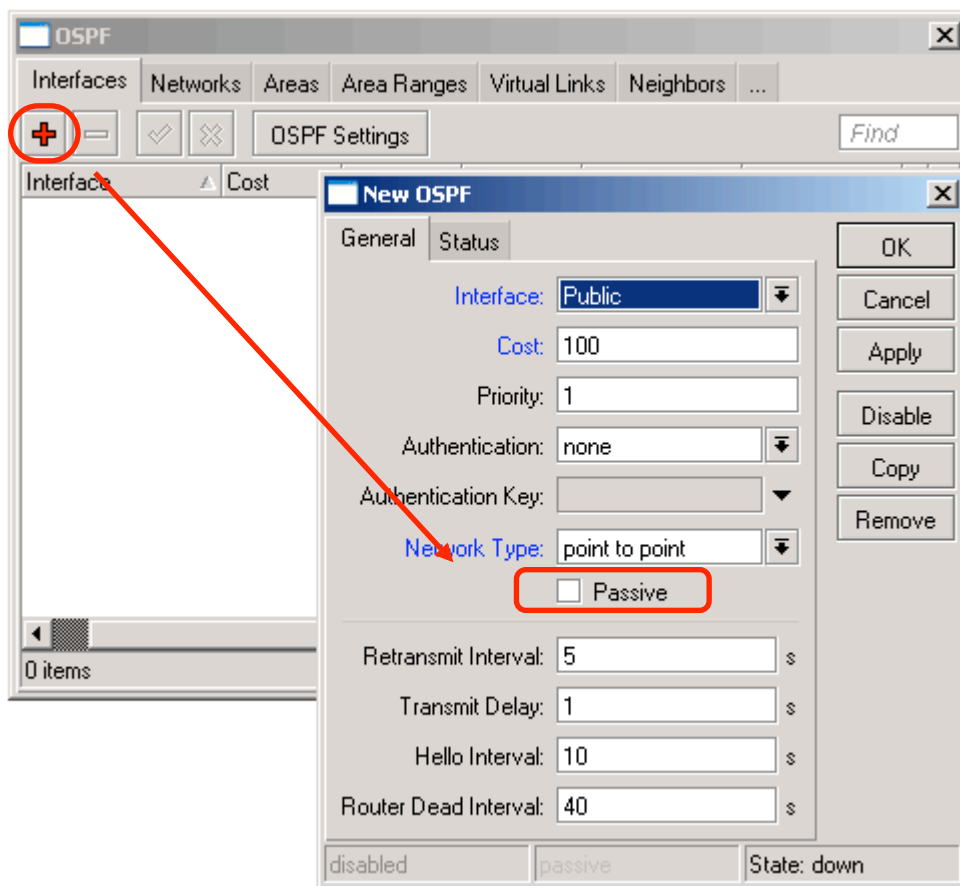 OSPF
Interfaces Networks Areas Area Ranges Virtual Links Neighbors ...
OSPF Settings Find
Interface Cost
New OSPF
General Status
OK
Interface: Public
Cancel
Cost: 100
Apply
Priority: 1
Disable
Authentication: none
Copy
Authentication Key:
Remove
Network Type: point to point
Passive
Retransmit Interval: 5 s
0 items
Transmit Delay: 1 s
Hello Interval: 10 s
Router Dead Interval: 40 s
disabled passive State: down